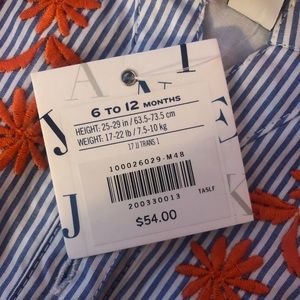 J A
6 TO 12 MONTHS
HEIGHT: 25-29 in / 63.5-73.5 cm
WEIGHT: 17-22 lb / 7.5-10 kg
17 JJ TRANS 1
100026029-M48
200330013
TASLF
$54.00
J
J
E
K